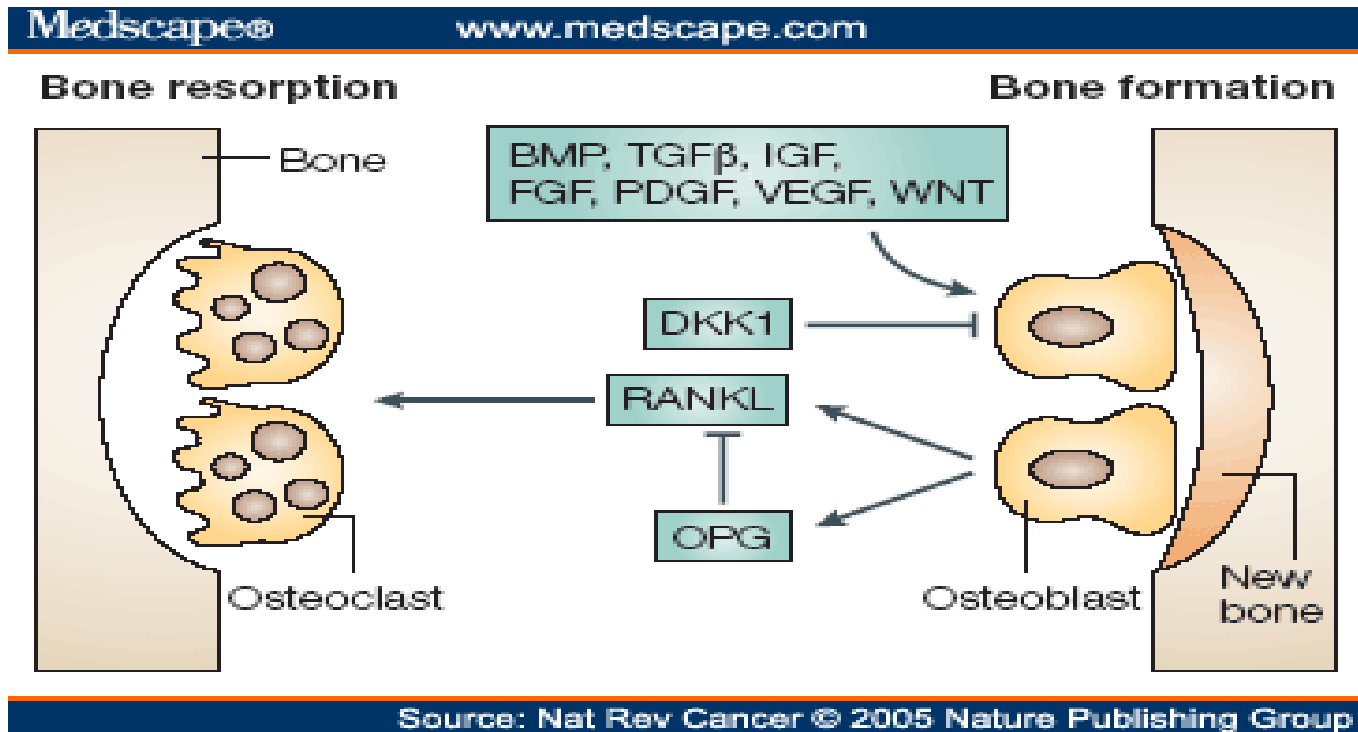 Medscape® www.medscape.com
Bone resorption
Bone formation
Bone
BMP, TGFβ, IGF,
FGF, PDGF, VEGF, WNT
DKK1
RANKL
OPG
Osteoclast
Osteoblast
New
bone
Source: Nat Rev Cancer © 2005 Nature Publishing Group